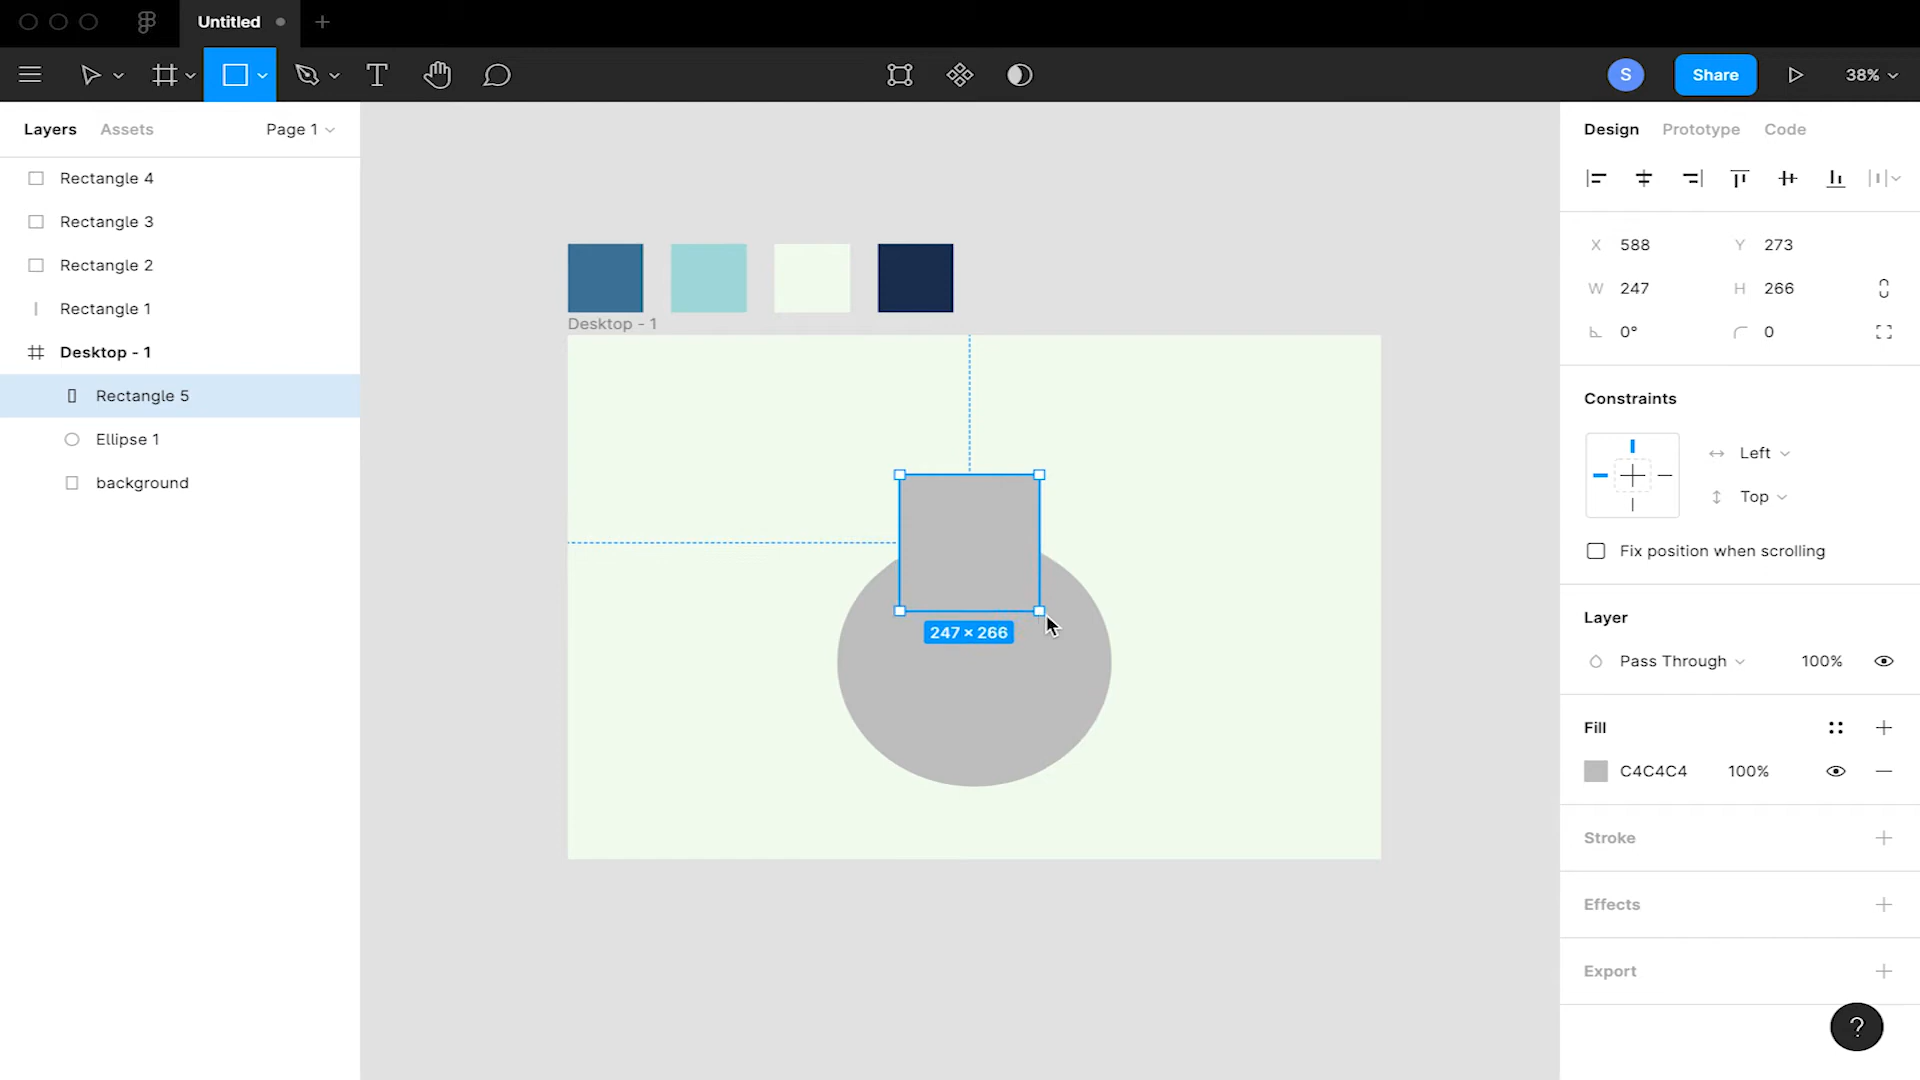 Untitled
S
Share
38%
Layers
Assets
Page 1
Rectangle 4
Rectangle 3
Rectangle 2
Rectangle 1
Desktop - 1
Rectangle 5
Ellipse 1
background
Desktop - 1
247 × 266
Design
Prototype
Code
X 588
Y 273
W 247
H 266
0°
0
Constraints
Left
Top
Fix position when scrolling
Layer
Pass Through
100%
Fill
C4C4C4
100%
Stroke
Effects
Export
?